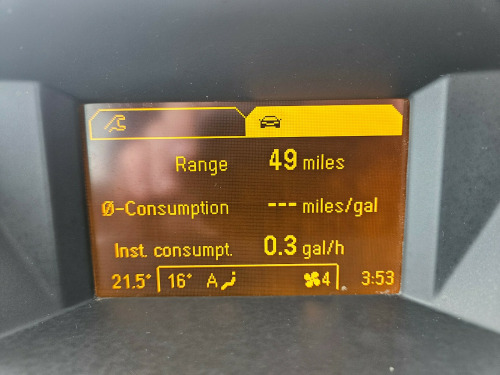 Range 49 miles
Ø-Consumption --- miles/gal
Inst. consumpt. 0.3 gal/h
21.5° 16° A 4 3:53